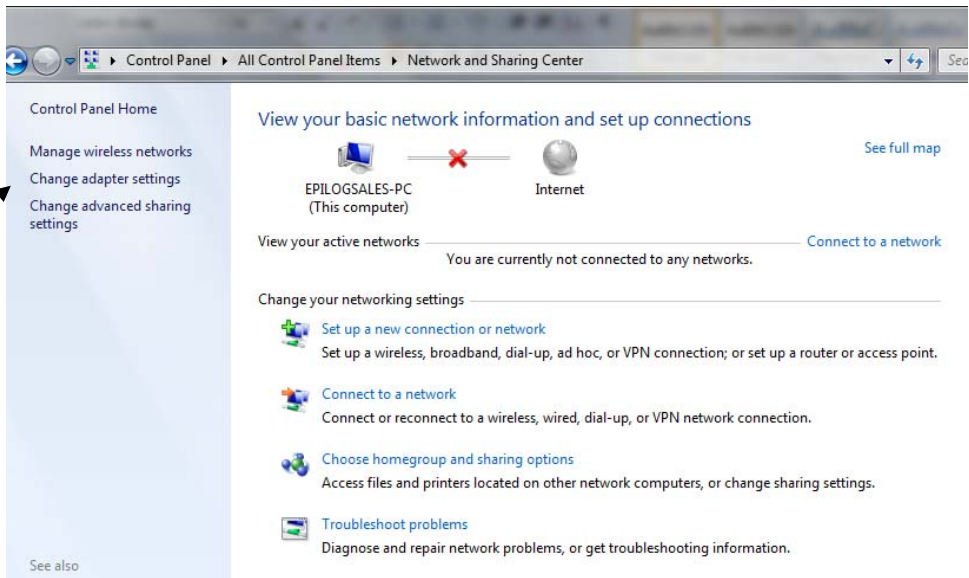 Control Panel ▸ All Control Panel Items ▸ Network and Sharing Center
Control Panel Home
Manage wireless networks
Change adapter settings
Change advanced sharing
settings
See also
View your basic network information and set up connections
See full map
EPILOGSALES-PC
(This computer)
Internet
View your active networks
Connect to a network
You are currently not connected to any networks.
Change your networking settings
Set up a new connection or network
Set up a wireless, broadband, dial-up, ad hoc, or VPN connection; or set up a router or access point.
Connect to a network
Connect or reconnect to a wireless, wired, dial-up, or VPN network connection.
Choose homegroup and sharing options
Access files and printers located on other network computers, or change sharing settings.
Troubleshoot problems
Diagnose and repair network problems, or get troubleshooting information.